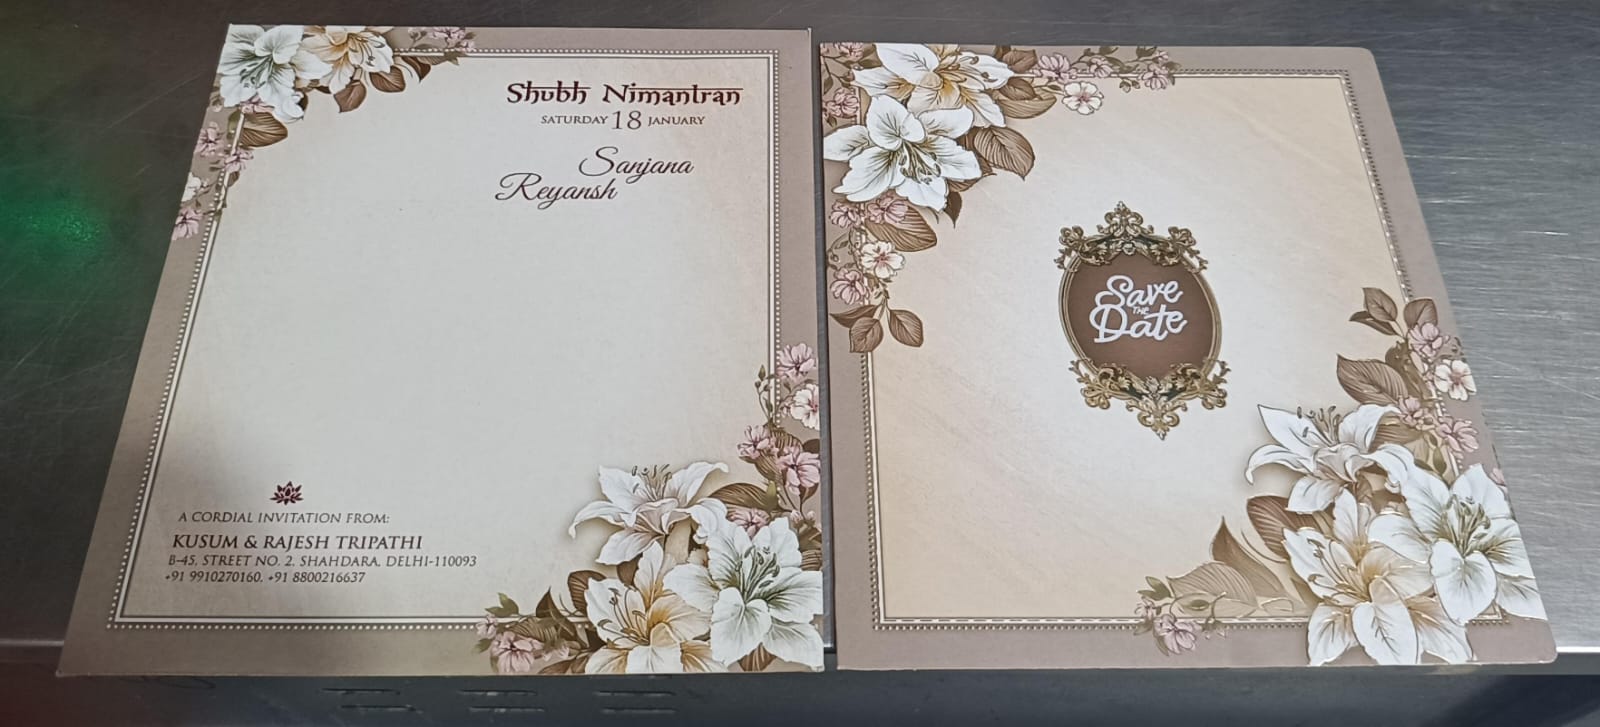 Shubh Nimantran
SATURDAY 18 JANUARY
Sanjana
Reyansh
A CORDIAL INVITATION FROM:
KUSUM & RAJESH TRIPATHI
B-45, STREET NO. 2, SHAHDARA, DELHI-110093
+91 9910270160, +91 8800216637
Save
THE
Date